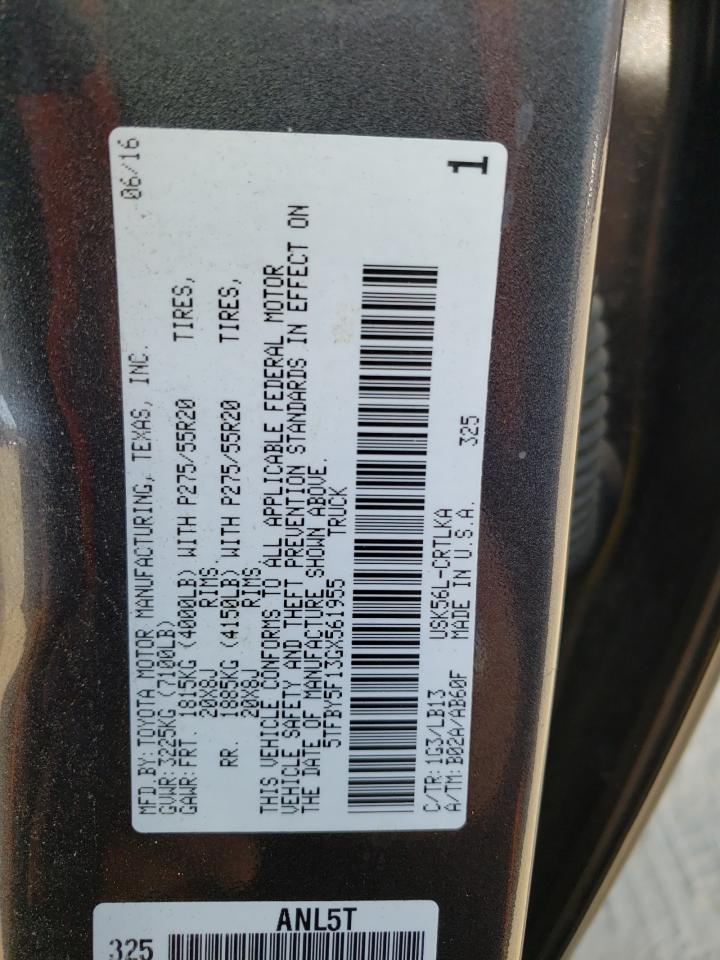 MFD. BY: TOYOTA MOTOR MANUFACTURING, TEXAS, INC. 06/16
GVWR: 3225KG (7100LB)
GAWR: FRT 1815KG (4000LB) WITH P275/55R20 TIRES,
20X8J RIMS
RR. 1885KG (4150LB) WITH P275/55R20 TIRES,
20X8J RIMS
THIS VEHICLE CONFORMS TO ALL APPLICABLE FEDERAL MOTOR
VEHICLE SAFETY AND THEFT PREVENTION STANDARDS IN EFFECT ON
THE DATE OF MANUFACTURE SHOWN ABOVE.
5TFBY5F13GX561955 TRUCK
C/TR: 1G3/LB13 USK56L-CRTLKA 325
A/TM: B02A/AB60F MADE IN U.S.A.
1
ANL5T
325